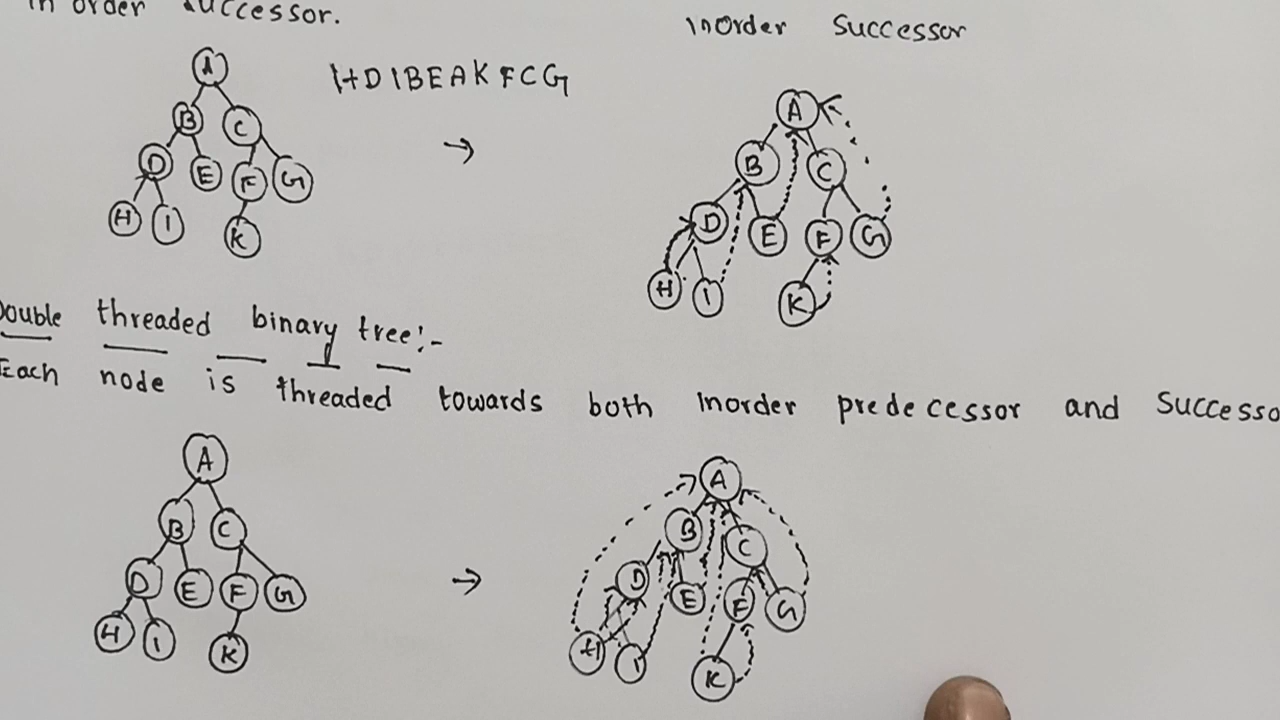 in order successor.
inorder Successor
HDIBEAKFCG
A
B C
D E F G
H I K
→
A
B C
D E F G
H I K
Double threaded binary tree:-
Each node is threaded towards both inorder predecessor and Successo
A
B C
D E F G
H I K
→
A
B C
D E F G
H I K